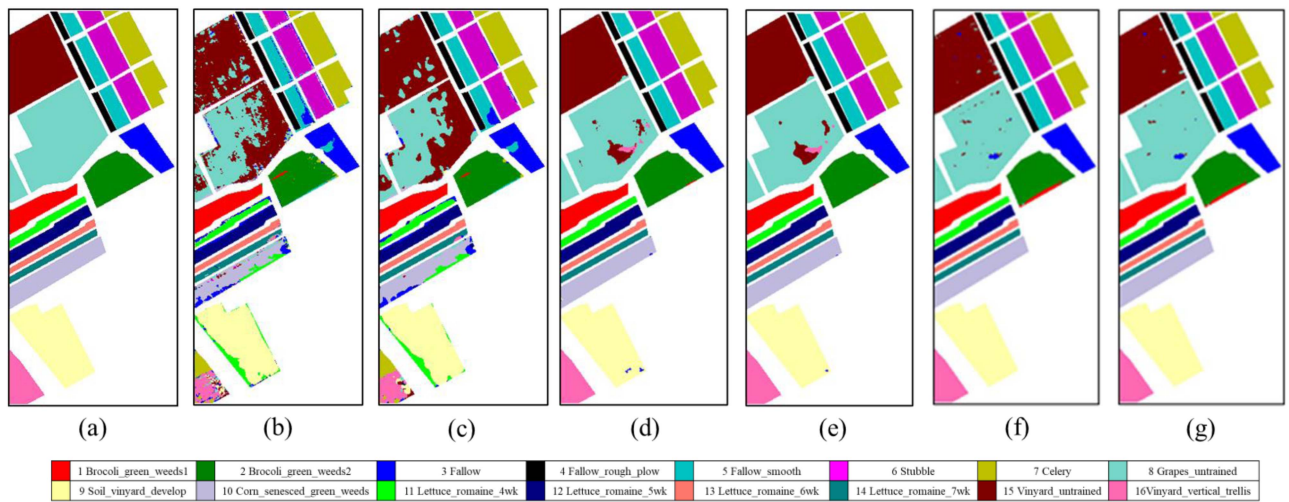 (a) (b) (c) (d) (e) (f) (g)
1 Brocoli_green_weeds1 2 Brocoli_green_weeds2 3 Fallow 4 Fallow_rough_plow 5 Fallow_smooth 6 Stubble 7 Celery 8 Grapes_untrained
9 Soil_vinyard_develop 10 Corn_senesced_green_weeds 11 Lettuce_romaine_4wk 12 Lettuce_romaine_5wk 13 Lettuce_romaine_6wk 14 Lettuce_romaine_7wk 15 Vinyard_untrained 16Vinyard_vertical_trellis